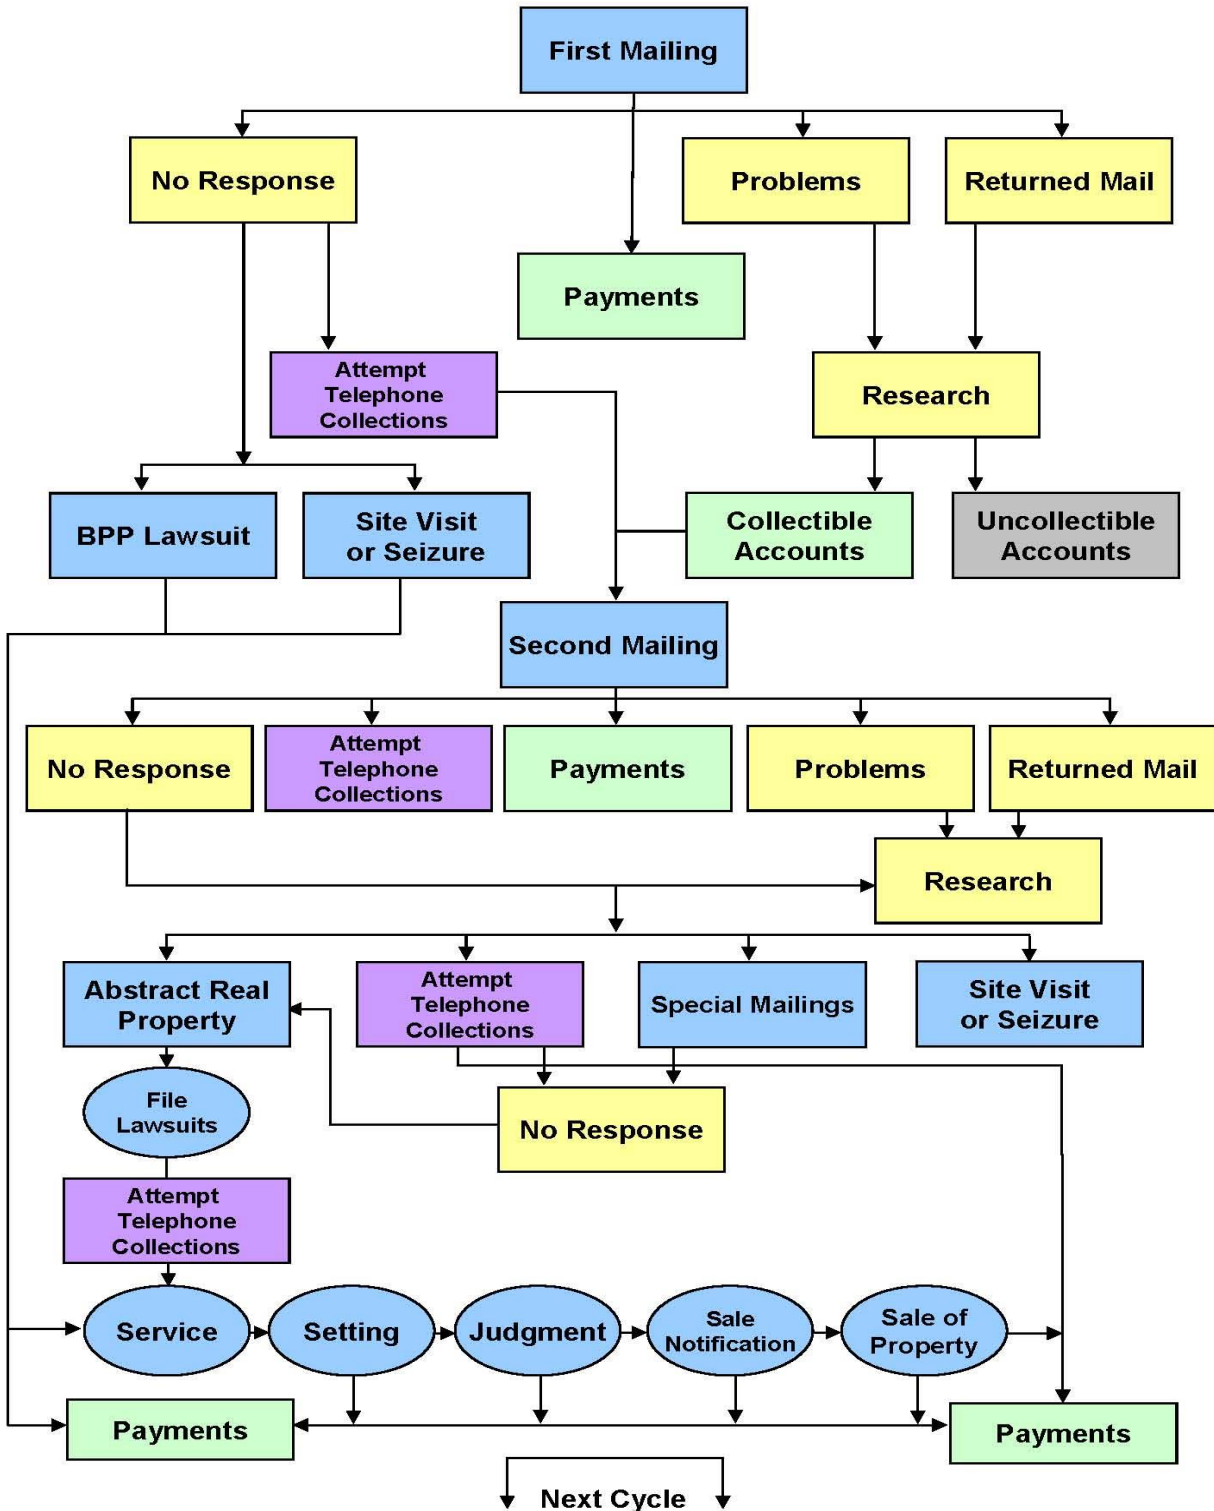 First Mailing
No Response
Problems
Returned Mail
Payments
Attempt
Telephone
Collections
Research
BPP Lawsuit
Site Visit
or Seizure
Collectible
Accounts
Uncollectible
Accounts
Second Mailing
No Response
Attempt
Telephone
Collections
Payments
Problems
Returned Mail
Research
Abstract Real
Property
Attempt
Telephone
Collections
Special Mailings
Site Visit
or Seizure
File
Lawsuits
No Response
Attempt
Telephone
Collections
Service
Setting
Judgment
Sale
Notification
Sale of
Property
Payments
Payments
Next Cycle